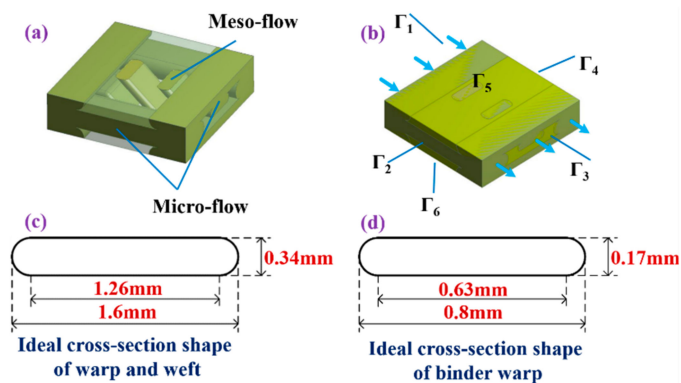 (a)
Meso-flow
Micro-flow
(b)
Γ1
Γ4
Γ5
Γ2
Γ3
Γ6
(c)
0.34mm
1.26mm
1.6mm
Ideal cross-section shape
of warp and weft
(d)
0.17mm
0.63mm
0.8mm
Ideal cross-section shape
of binder warp